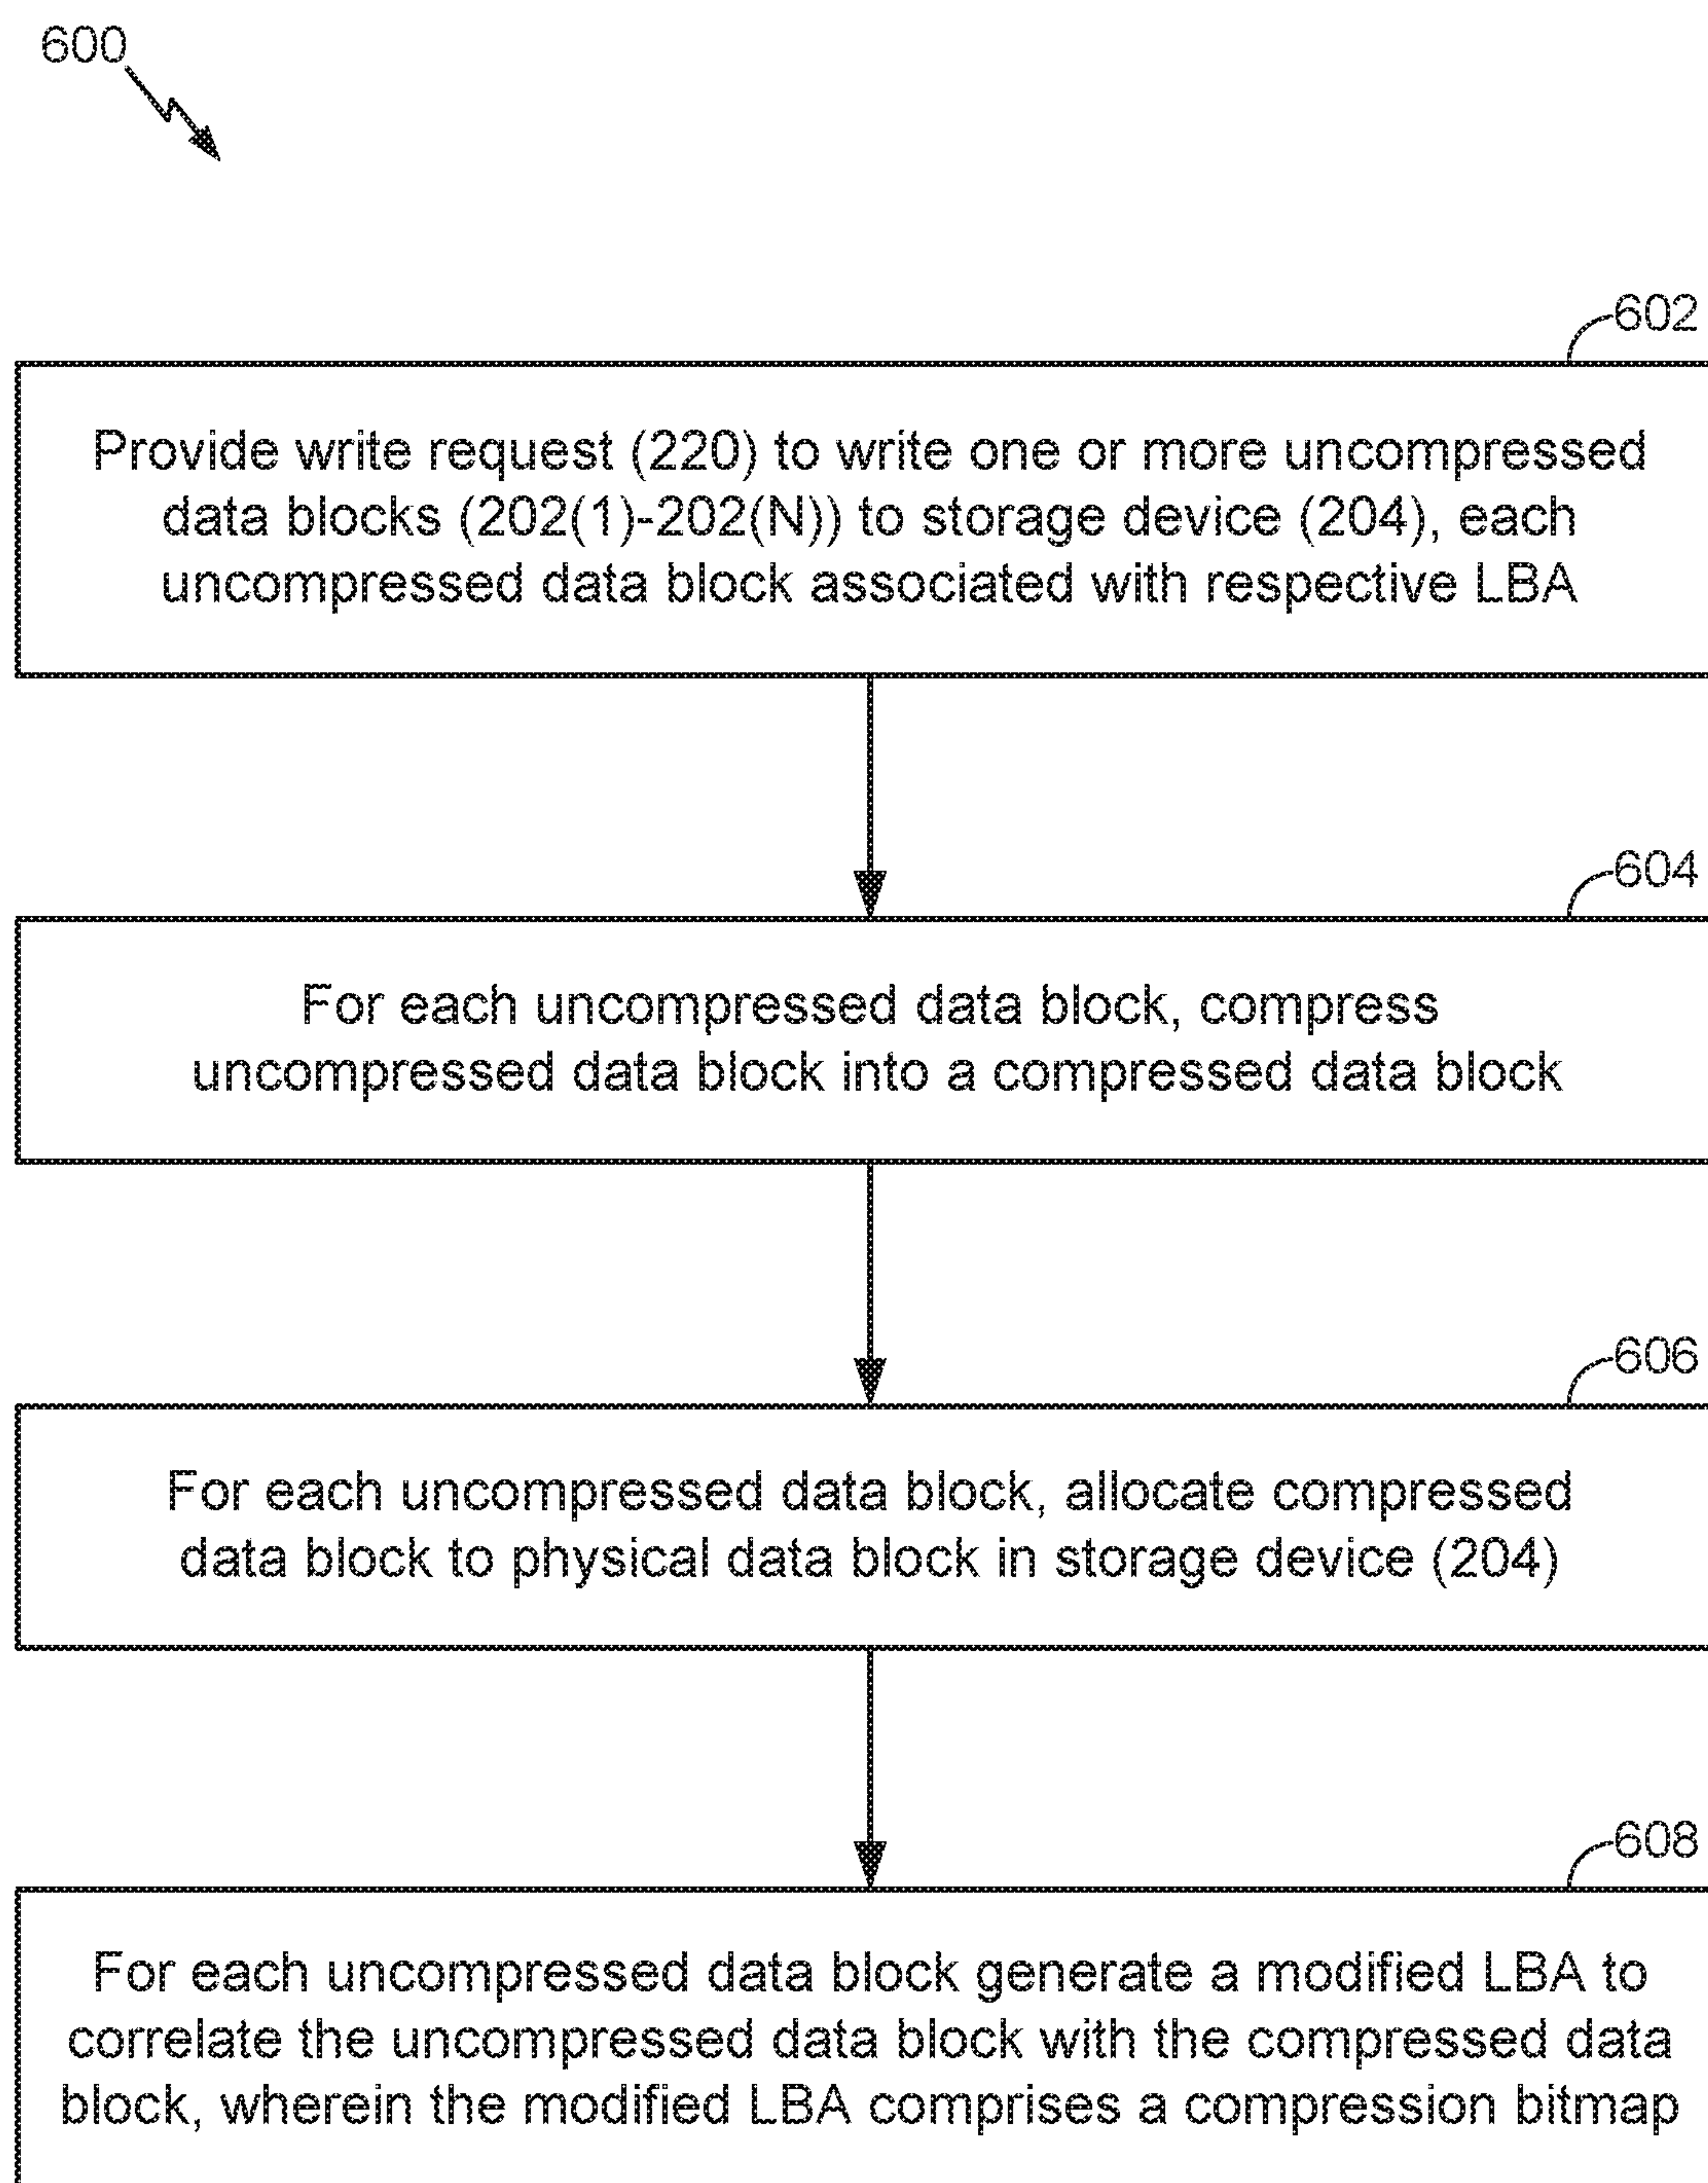 600
602
Provide write request (220) to write one or more uncompressed
data blocks (202(1)-202(N)) to storage device (204), each
uncompressed data block associated with respective LBA
604
For each uncompressed data block, compress
uncompressed data block into a compressed data block
606
For each uncompressed data block, allocate compressed
data block to physical data block in storage device (204)
608
For each uncompressed data block generate a modified LBA to
correlate the uncompressed data block with the compressed data
block, wherein the modified LBA comprises a compression bitmap